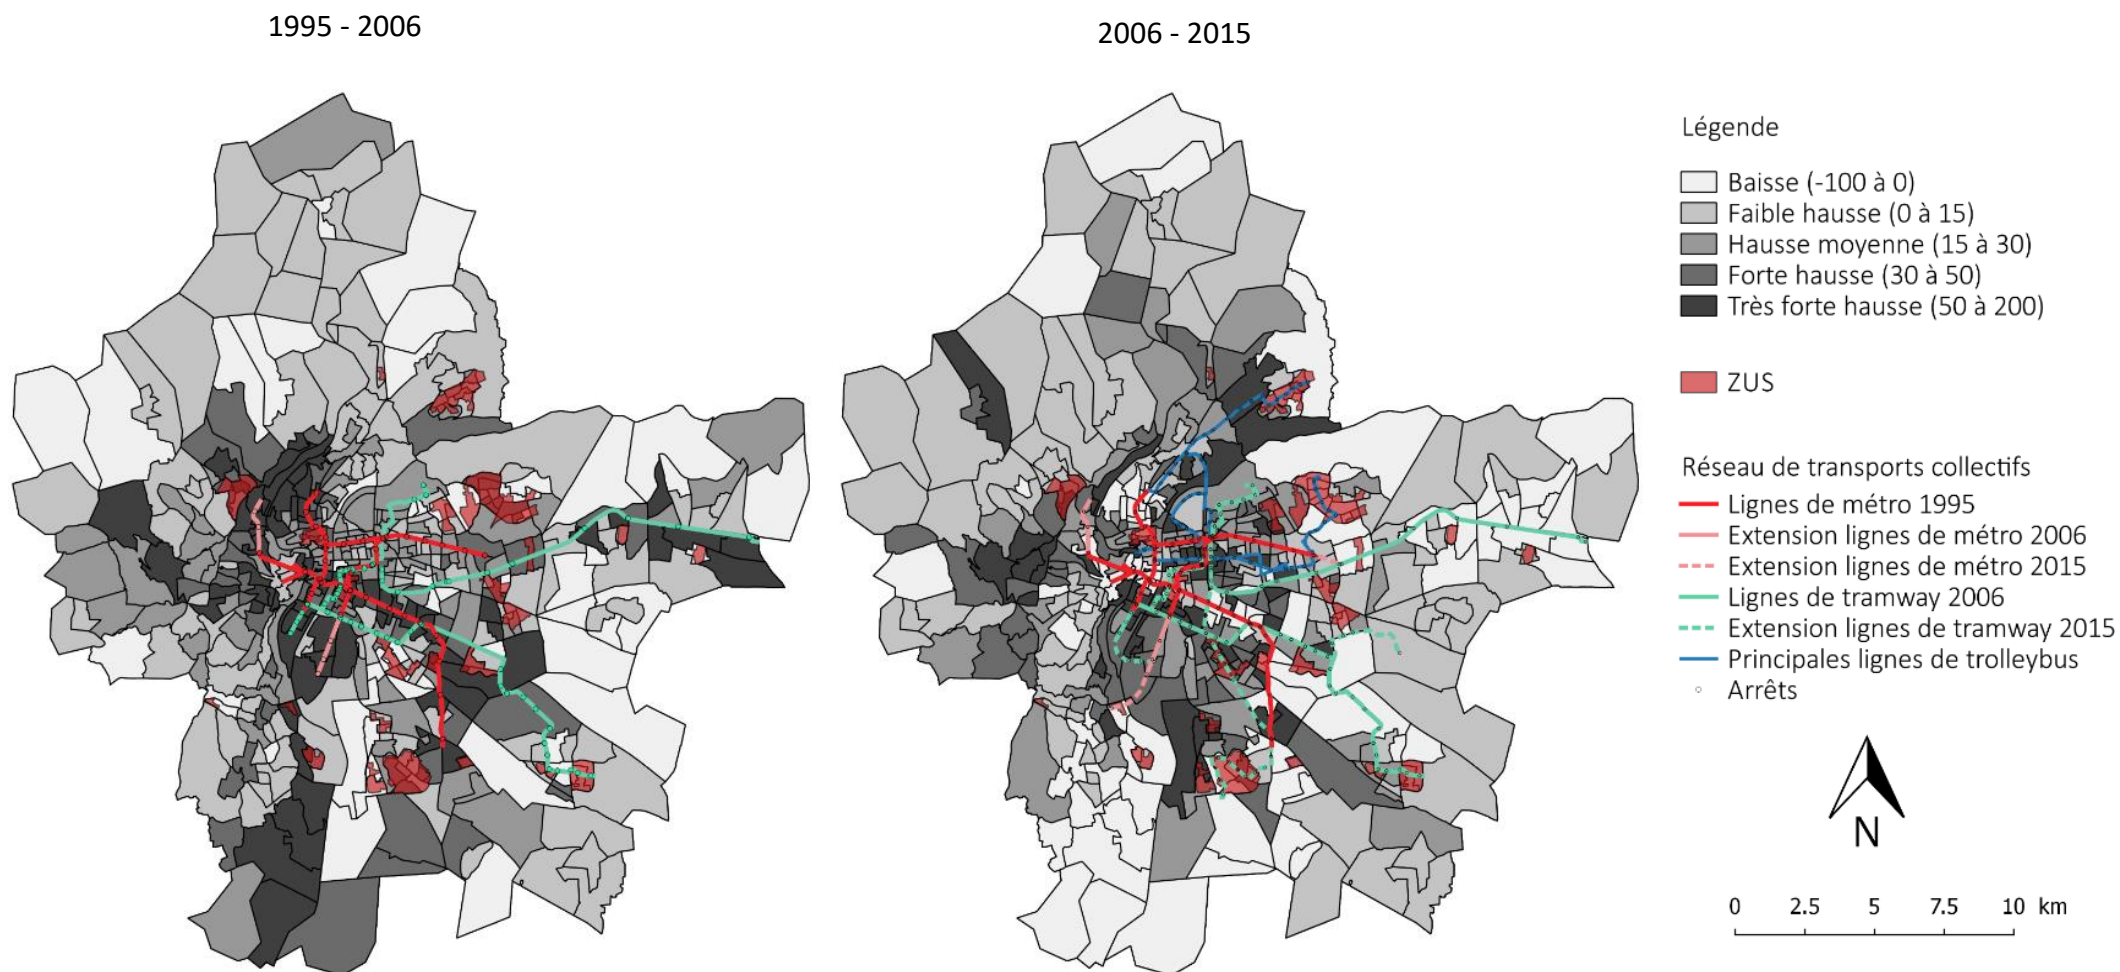 1995 - 2006
2006 - 2015
Légende
Baisse (-100 à 0)
Faible hausse (0 à 15)
Hausse moyenne (15 à 30)
Forte hausse (30 à 50)
Très forte hausse (50 à 200)
ZUS
Réseau de transports collectifs
Lignes de métro 1995
Extension lignes de métro 2006
Extension lignes de métro 2015
Lignes de tramway 2006
Extension lignes de tramway 2015
Principales lignes de trolleybus
Arrêts
N
0 2.5 5 7.5 10 km